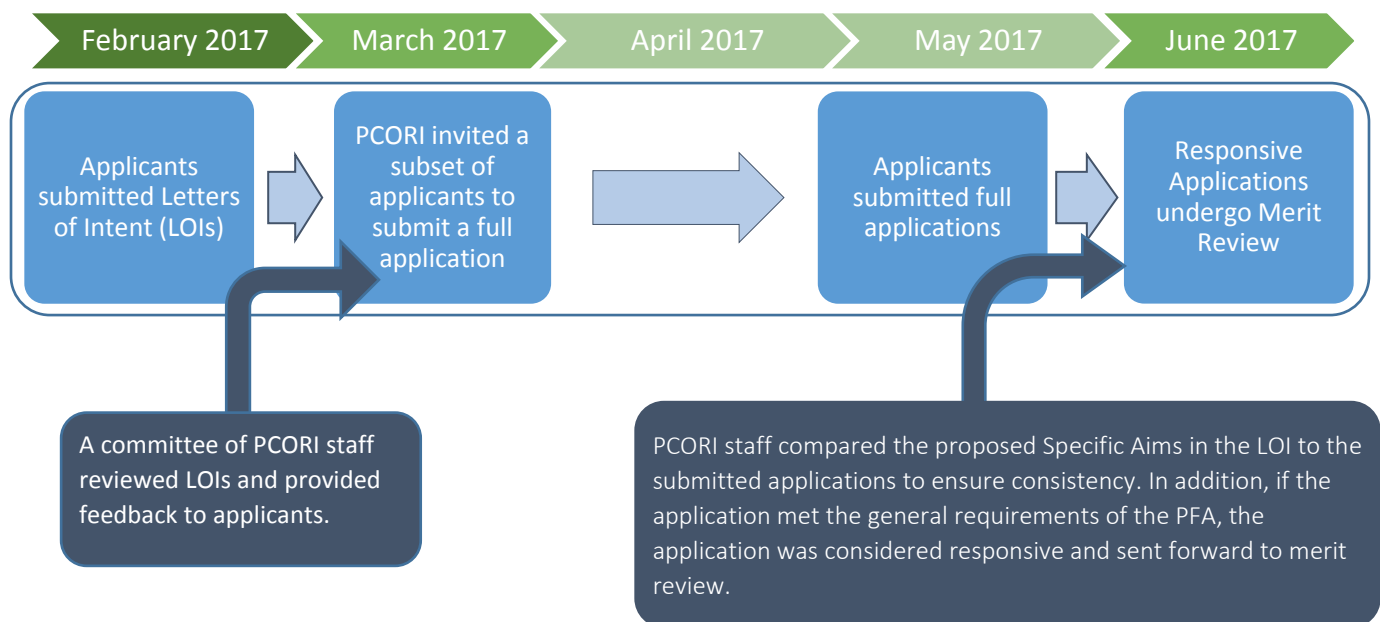 February 2017
March 2017
April 2017
May 2017
June 2017
Applicants
submitted Letters
of Intent (LOIs)
PCORI invited a
subset of
applicants to
submit a full
application
Applicants
submitted full
applications
Responsive
Applications
undergo Merit
Review
A committee of PCORI staff
reviewed LOIs and provided
feedback to applicants.
PCORI staff compared the proposed Specific Aims in the LOI to the
submitted applications to ensure consistency. In addition, if the
application met the general requirements of the PFA, the
application was considered responsive and sent forward to merit
review.